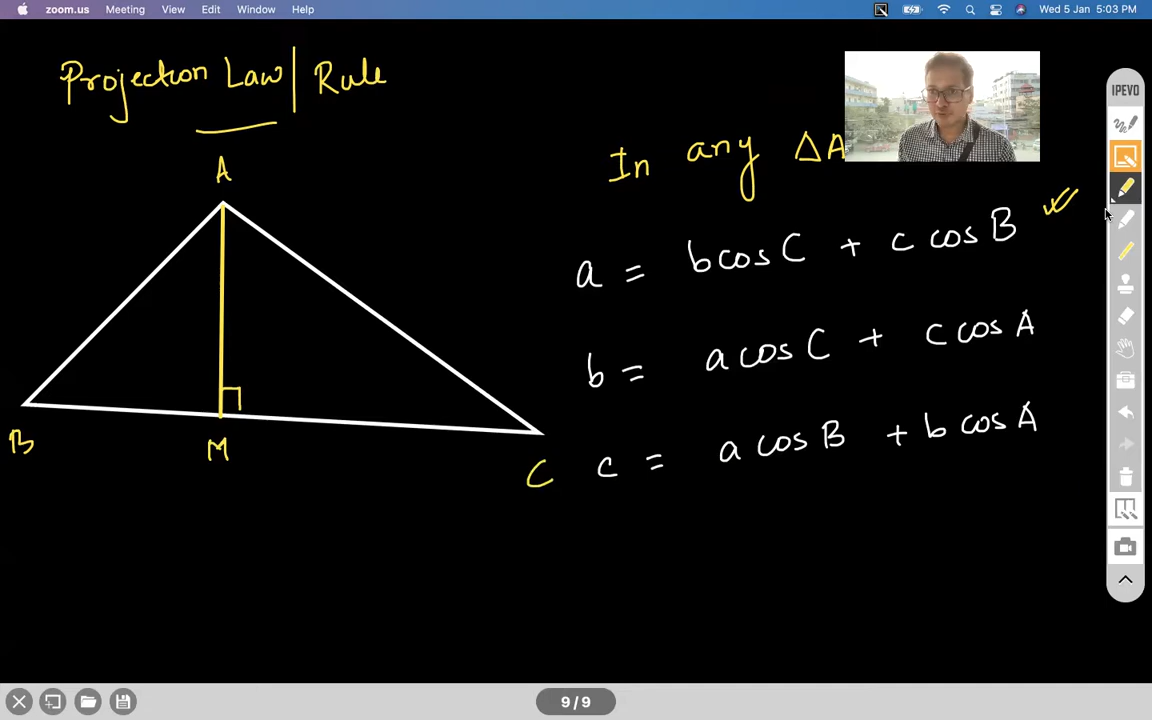 zoom.us Meeting View Edit Window Help Wed 5 Jan 5:03 PM
Projection Law | Rule
IPEVO
In any ΔA
A
a = b cos C + c cos B
b = a cos C + c cos A
c = a cos B + b cos A
B
M
C
9 / 9